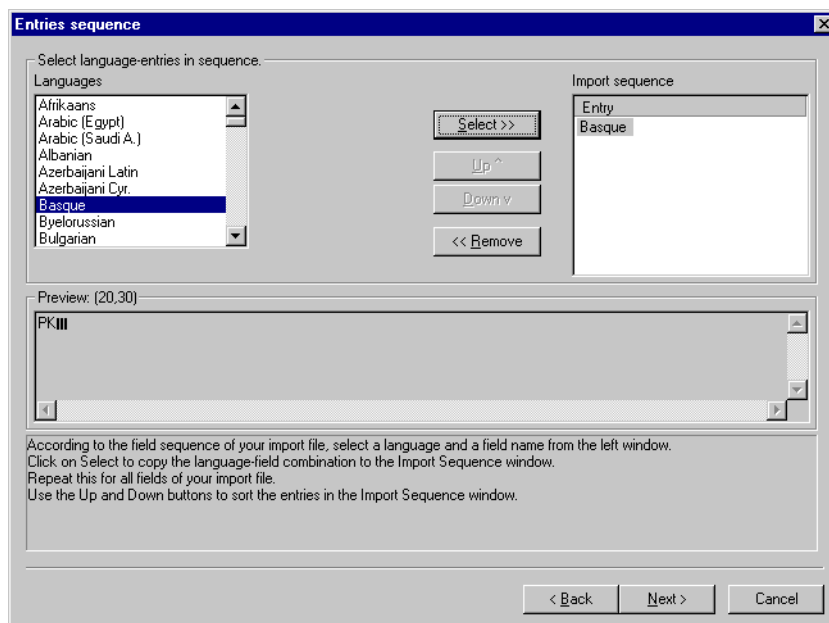 Entries sequence
Select language-entries in sequence.
Languages
Afrikaans
Arabic (Egypt)
Arabic (Saudi A.)
Albanian
Azerbaijani Latin
Azerbaijani Cyr.
Basque
Byelorussian
Bulgarian
Select >>
Up ^
Down v
<< Remove
Import sequence
Entry
Basque
Preview: (20,30)
PK
According to the field sequence of your import file, select a language and a field name from the left window.
Click on Select to copy the language-field combination to the Import Sequence window.
Repeat this for all fields of your import file.
Use the Up and Down buttons to sort the entries in the Import Sequence window.
< Back
Next >
Cancel